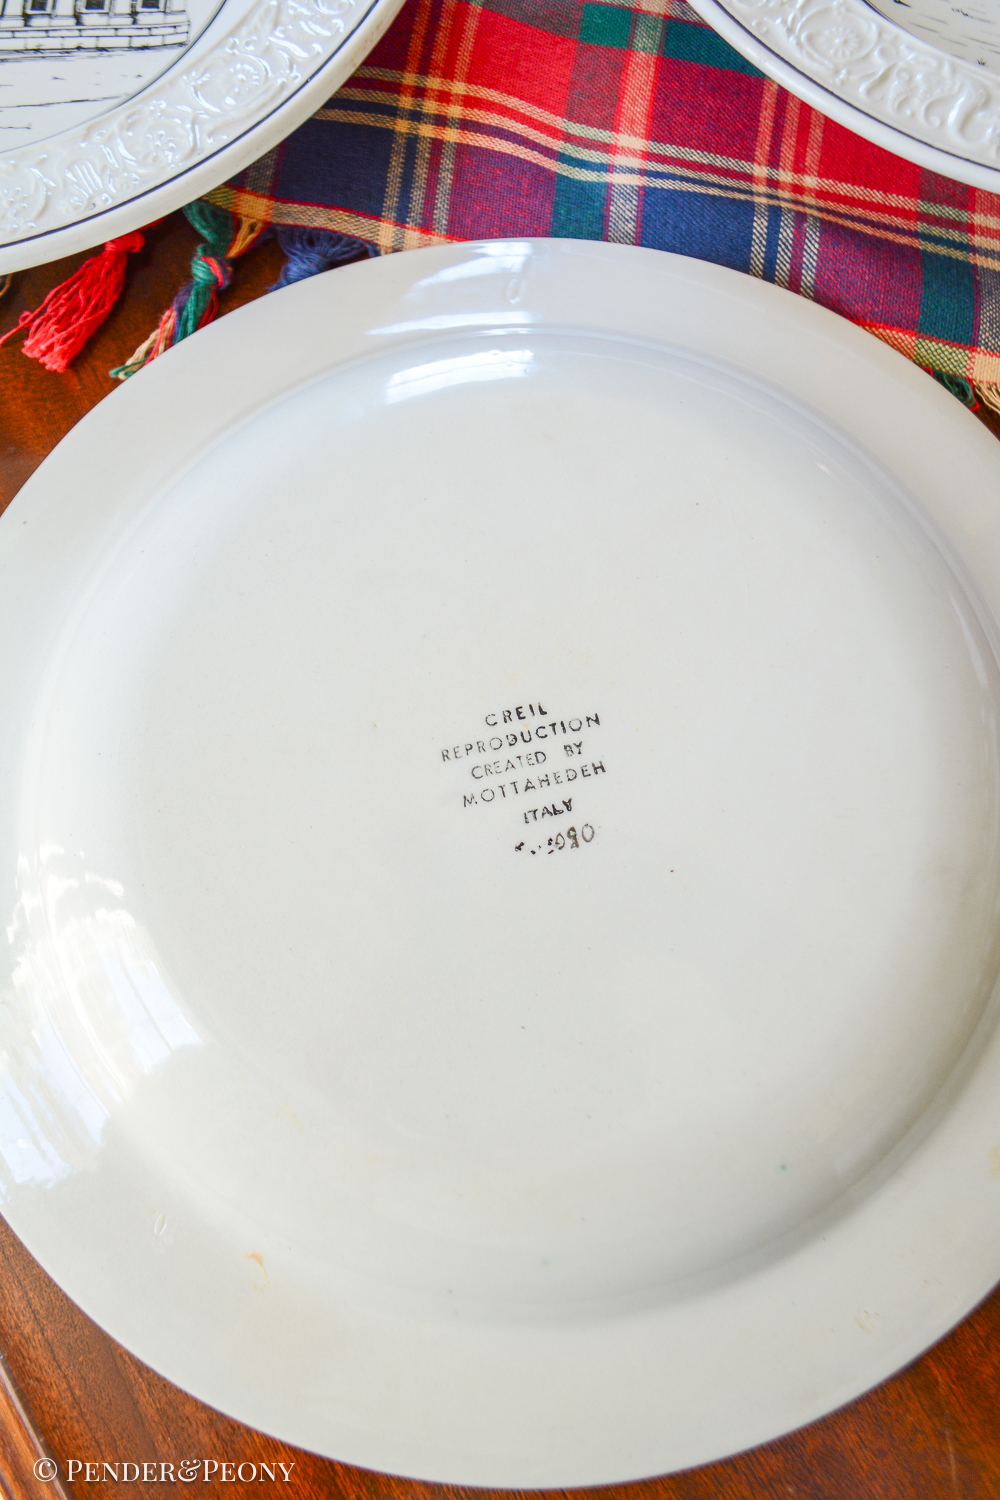 CREIL
REPRODUCTION
CREATED BY
MOTTAHEDEH
ITALY
© PENDER&PEONY